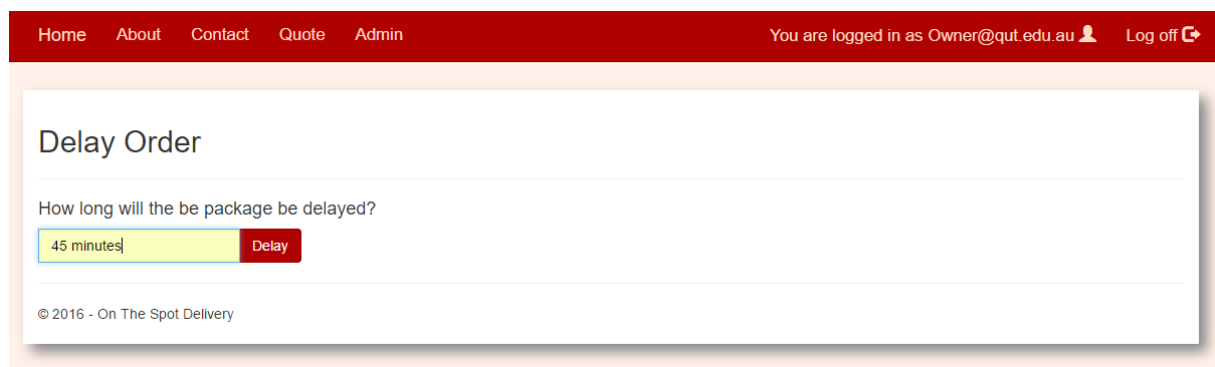 Home About Contact Quote Admin You are logged in as Owner@qut.edu.au Log off
Delay Order
How long will the be package be delayed?
45 minutes Delay
© 2016 - On The Spot Delivery